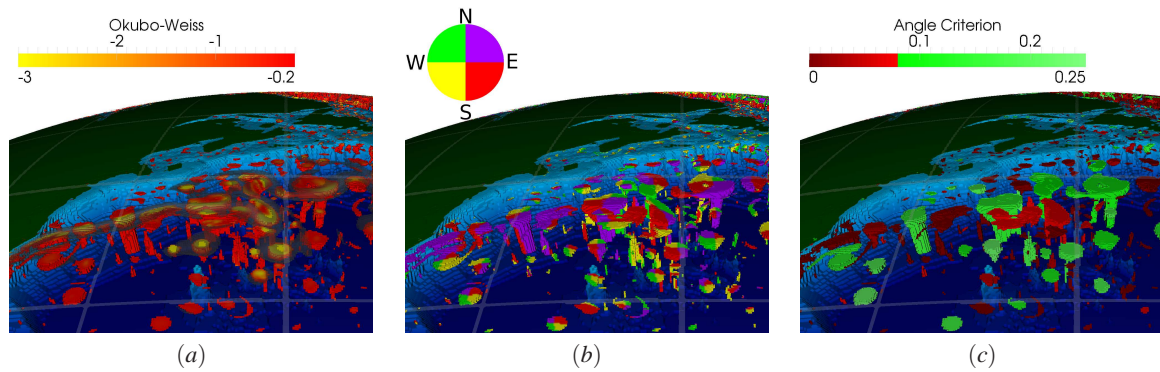 Okubo-Weiss
-2 -1
-3 -0.2
N
W E
S
Angle Criterion
0.1 0.2
0 0.25
(a) (b) (c)